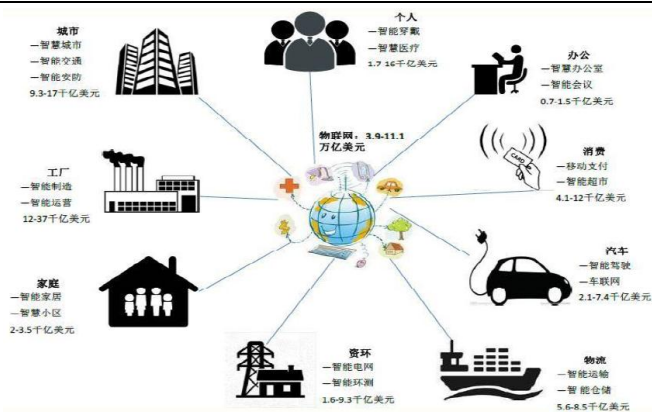 个人
—智能穿戴
—智慧医疗
1.7-16千亿美元
城市
—智慧城市
—智能交通
—智能安防
9.3-17千亿美元
办公
—智慧办公室
—智能会议
0.7-1.5千亿美元
物联网：3.9-11.1
万亿美元
工厂
—智能制造
—智能运营
12-37千亿美元
CARD
消费
—移动支付
—智能超市
4.1-12千亿美元
家庭
—智能家居
—智慧小区
2-3.5千亿美元
汽车
—智能驾驶
—车联网
2.1-7.4千亿美元
资环
—智能电网
—智能环测
1.6-9.3千亿美元
物流
—智能运输
—智 能仓储
5.6-8.5千亿美元